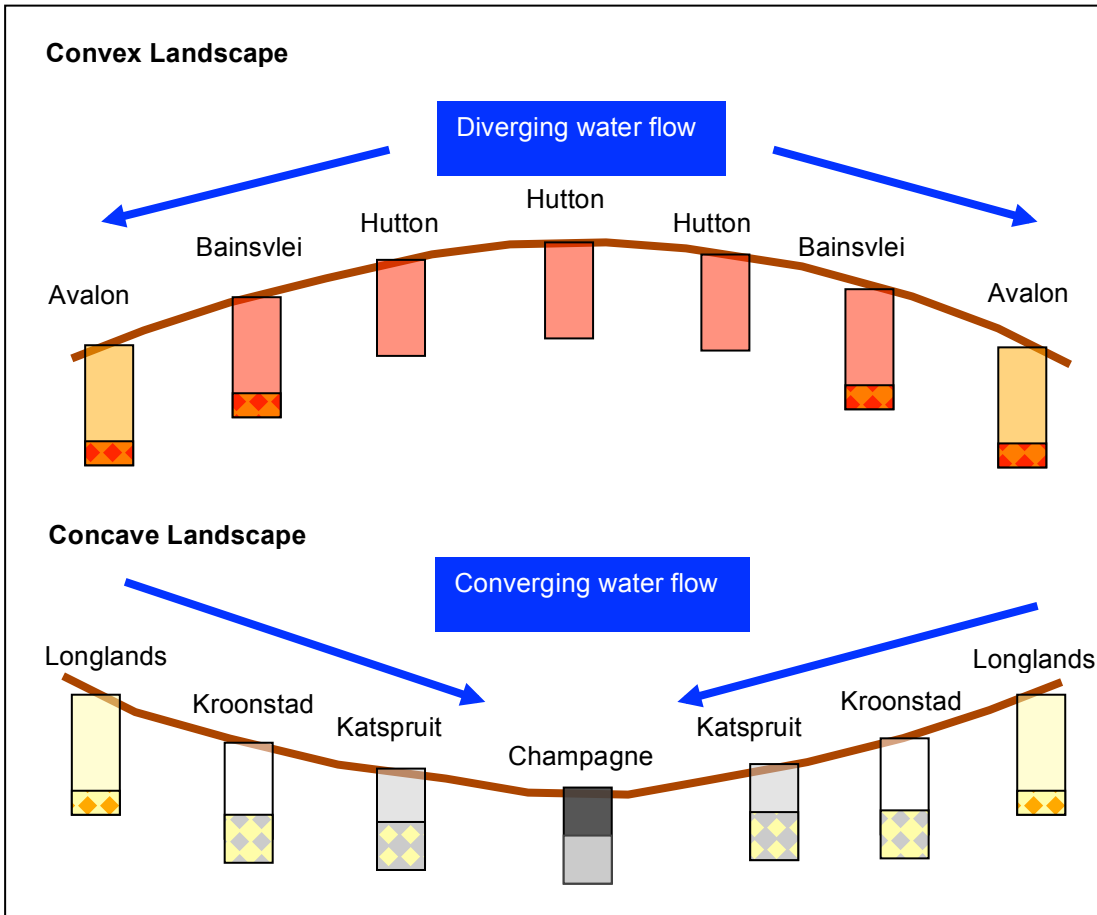 Convex Landscape
Diverging water flow
Hutton
Hutton
Hutton
Bainsvlei
Bainsvlei
Avalon
Avalon
Concave Landscape
Converging water flow
Longlands
Longlands
Kroonstad
Kroonstad
Katspruit
Katspruit
Champagne